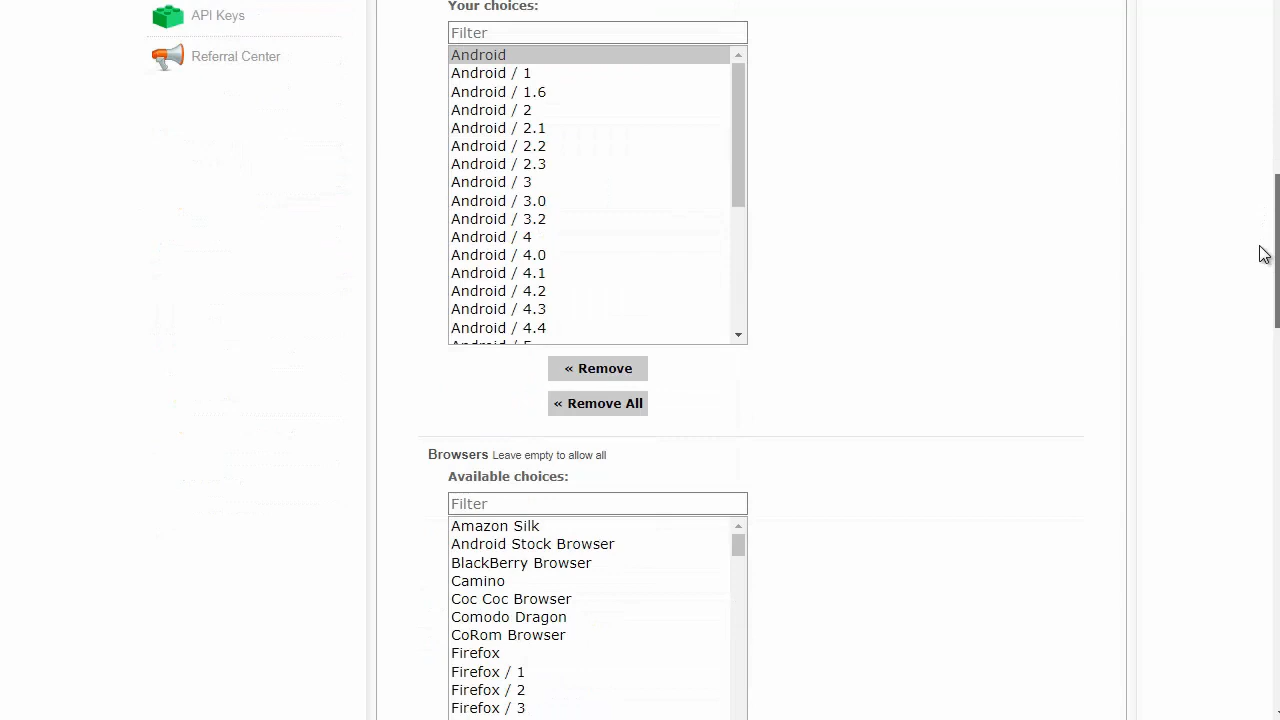 API Keys
Referral Center
Your choices:
Filter
Android
Android / 1
Android / 1.6
Android / 2
Android / 2.1
Android / 2.2
Android / 2.3
Android / 3
Android / 3.0
Android / 3.2
Android / 4
Android / 4.0
Android / 4.1
Android / 4.2
Android / 4.3
Android / 4.4
« Remove
« Remove All
Browsers Leave empty to allow all
Available choices:
Filter
Amazon Silk
Android Stock Browser
BlackBerry Browser
Camino
Coc Coc Browser
Comodo Dragon
CoRom Browser
Firefox
Firefox / 1
Firefox / 2
Firefox / 3